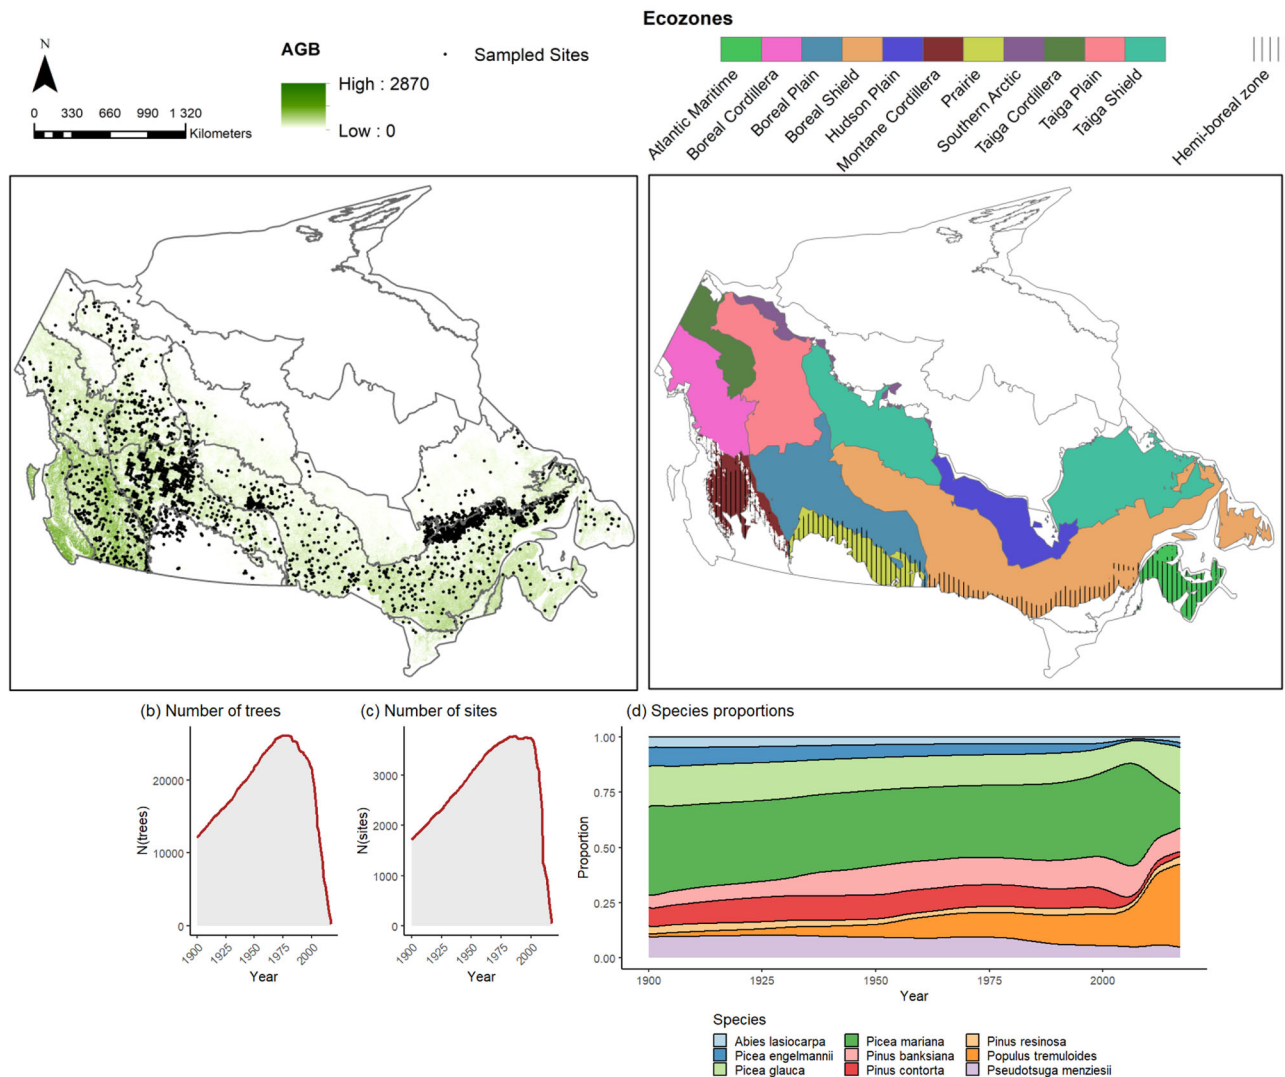 Ecozones
N
AGB
Sampled Sites
High : 2870
Low : 0
0 330 660 990 1320
Kilometers
Atlantic Maritime
Boreal Cordillera
Boreal Plain
Boreal Shield
Hudson Plain
Montane Cordillera
Prairie
Southern Arctic
Taiga Cordillera
Taiga Plain
Taiga Shield
Hemi-boreal zone
(b) Number of trees
N(trees)
20000
10000
0
1900 1925 1950 1975 2000
Year
(c) Number of sites
N(sites)
3000
2000
1000
0
1900 1925 1950 1975 2000
Year
(d) Species proportions
Proportion
1.00
0.75
0.50
0.25
0.00
1900 1925 1950 1975 2000
Year
Species
Abies lasiocarpa
Picea engelmannii
Picea glauca
Picea mariana
Pinus banksiana
Pinus contorta
Pinus resinosa
Populus tremuloides
Pseudotsuga menziesii